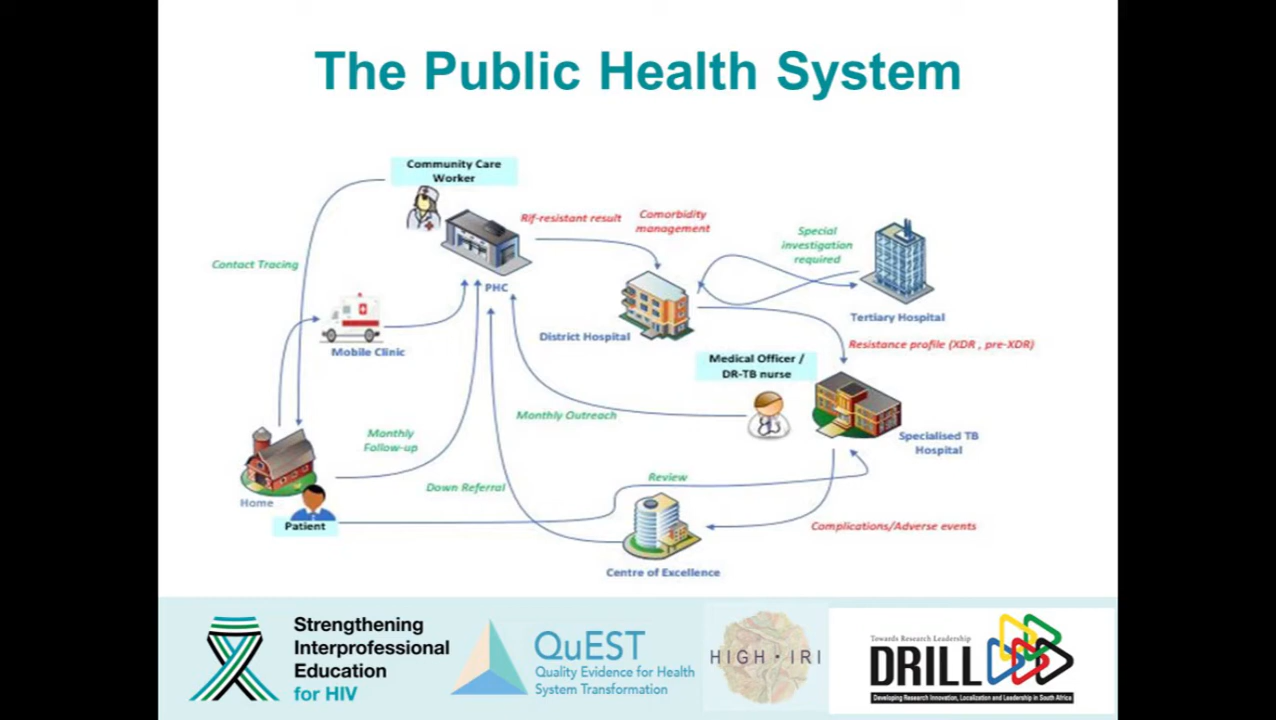 The Public Health System
Community Care
Worker
Rif-resistant result
Comorbidity
management
Special
investigation
required
Contact Tracing
PHC
Mobile Clinic
District Hospital
Tertiary Hospital
Resistance profile (XDR , pre-XDR)
Medical Officer /
DR-TB nurse
Monthly Outreach
Monthly
Follow-up
Specialised TB
Hospital
Down Referral
Review
Home
Patient
Complications/Adverse events
Centre of Excellence
Strengthening
Interprofessional
Education
for HIV
QuEST
Quality Evidence for Health
System Transformation
HIGH·IRI
Towards Research Leadership
DRILL
Developing Research Innovation, Localization and Leadership in South Africa